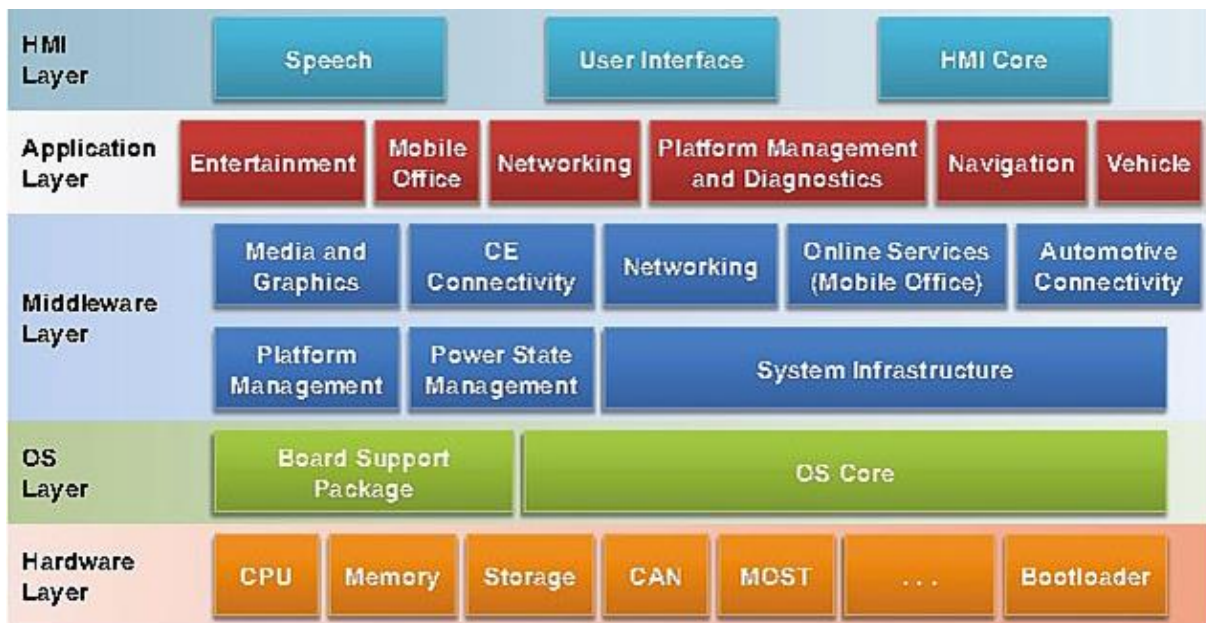 HMI
Layer
Speech
User Interface
HMI Core
Application
Layer
Entertainment
Mobile
Office
Networking
Platform Management
and Diagnostics
Navigation
Vehicle
Middleware
Layer
Media and
Graphics
CE
Connectivity
Networking
Online Services
(Mobile Office)
Automotive
Connectivity
Platform
Management
Power State
Management
System Infrastructure
OS
Layer
Board Support
Package
OS Core
Hardware
Layer
CPU
Memory
Storage
CAN
MOST
. . .
Bootloader